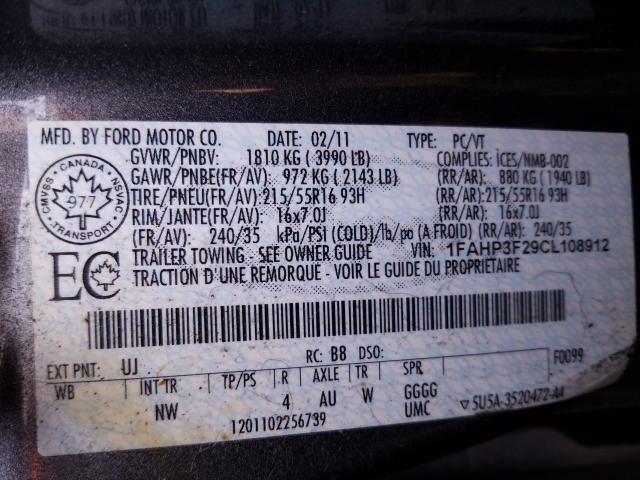 MFD. BY FORD MOTOR CO. DATE: 02/11 TYPE: PC/VT
GVWR/PNBV: 1810 KG ( 3990 LB) COMPLIES: ICES/NMB-002
GAWR/PNBE(FR/AV): 972 KG ( 2143 LB) (RR/AR): 880 KG ( 1940 LB)
TIRE/PNEU(FR/AV): 215/55R16 93H (RR/AR): 215/55R16 93H
RIM/JANTE(FR/AV): 16x7.0J (RR/AR): 16x7.0J
(FR/AV): 240/35 kPa/PSI (COLD)/lb/po (A FROID) / (RR/AR): 240/35
TRAILER TOWING - SEE OWNER GUIDE VIN: 1FAHP3F29CL108912
TRACTION D'UNE REMORQUE - VOIR LE GUIDE DU PROPRIETAIRE
CANADA
CMVSS NSVAC
977
TRANSPORT
EC
RC: B8 DSO:
EXT PNT: UJ F0099
WB INT TR TP/PS R AXLE TR SPR
NW 4 AU W GGGG
UMC
1201102256739
5U5A-3520472-44